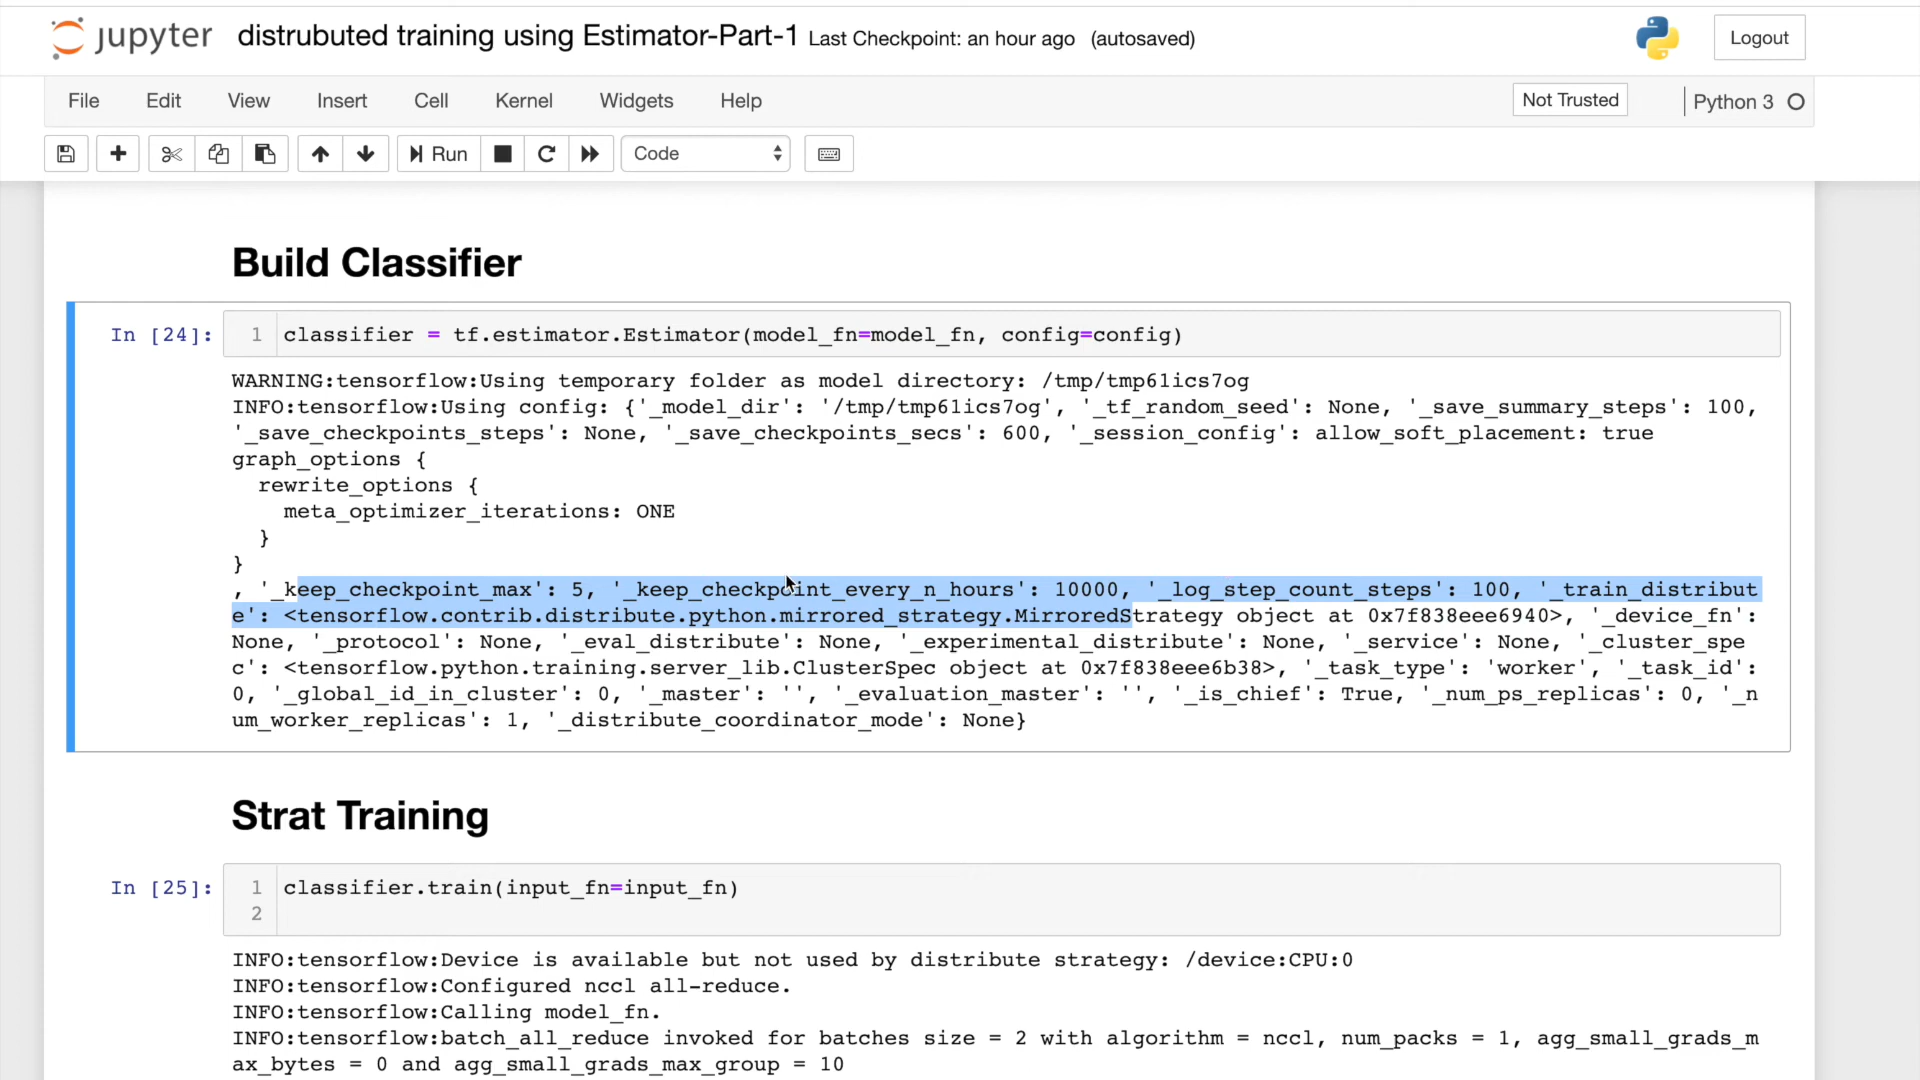 jupyter distrubuted training using Estimator-Part-1 Last Checkpoint: an hour ago (autosaved) Logout
File Edit View Insert Cell Kernel Widgets Help Not Trusted Python 3
Run Code
Build Classifier
In [24]: 1 classifier = tf.estimator.Estimator(model_fn=model_fn, config=config)
WARNING:tensorflow:Using temporary folder as model directory: /tmp/tmp61ics7og
INFO:tensorflow:Using config: {'_model_dir': '/tmp/tmp61ics7og', '_tf_random_seed': None, '_save_summary_steps': 100,
'_save_checkpoints_steps': None, '_save_checkpoints_secs': 600, '_session_config': allow_soft_placement: true
graph_options {
  rewrite_options {
    meta_optimizer_iterations: ONE
  }
}
, '_keep_checkpoint_max': 5, '_keep_checkpoint_every_n_hours': 10000, '_log_step_count_steps': 100, '_train_distribut
e': <tensorflow.contrib.distribute.python.mirrored_strategy.MirroredStrategy object at 0x7f838eee6940>, '_device_fn':
None, '_protocol': None, '_eval_distribute': None, '_experimental_distribute': None, '_service': None, '_cluster_spe
c': <tensorflow.python.training.server_lib.ClusterSpec object at 0x7f838eee6b38>, '_task_type': 'worker', '_task_id':
0, '_global_id_in_cluster': 0, '_master': '', '_evaluation_master': '', '_is_chief': True, '_num_ps_replicas': 0, '_n
um_worker_replicas': 1, '_distribute_coordinator_mode': None}
Strat Training
In [25]: 1 classifier.train(input_fn=input_fn)
2
INFO:tensorflow:Device is available but not used by distribute strategy: /device:CPU:0
INFO:tensorflow:Configured nccl all-reduce.
INFO:tensorflow:Calling model_fn.
INFO:tensorflow:batch_all_reduce invoked for batches size = 2 with algorithm = nccl, num_packs = 1, agg_small_grads_m
ax_bytes = 0 and agg_small_grads_max_group = 10